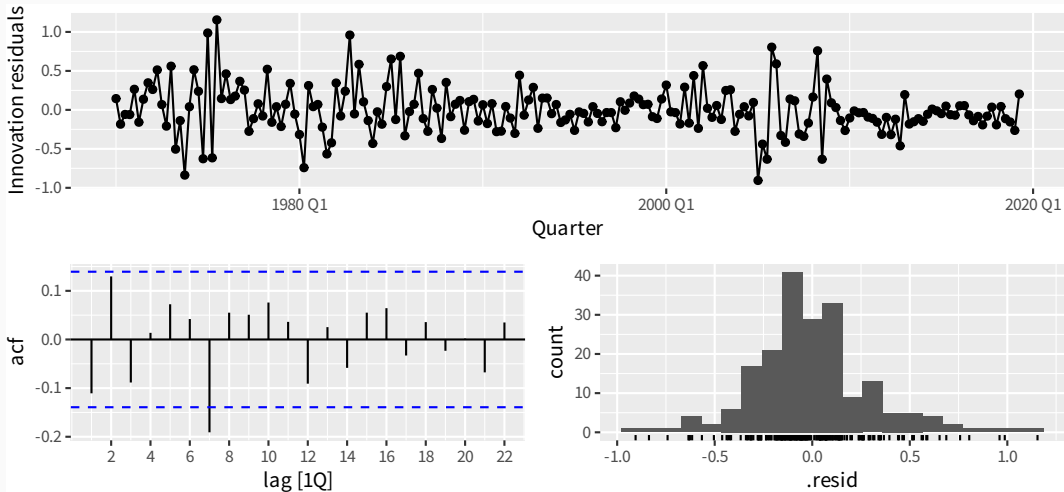 Innovation residuals
1.0
0.5
0.0
-0.5
-1.0
1980 Q1
2000 Q1
2020 Q1
Quarter
acf
0.1
0.0
-0.1
-0.2
2 4 6 8 10 12 14 16 18 20 22
lag [1Q]
count
40
30
20
10
0
-1.0 -0.5 0.0 0.5 1.0
.resid